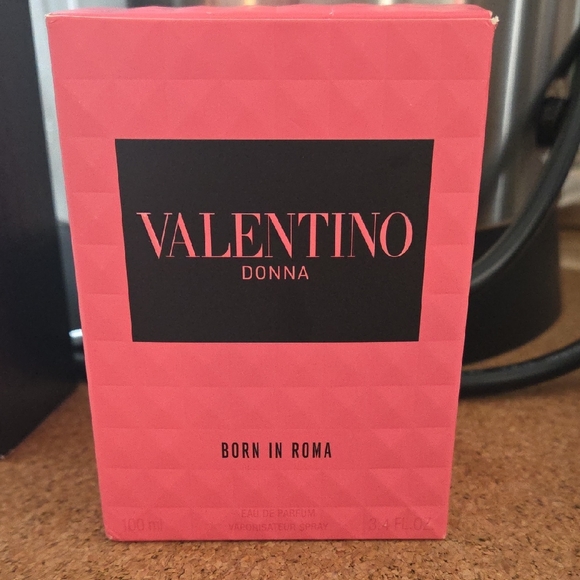 VALENTINO
DONNA
BORN IN ROMA
EAU DE PARFUM
100 ml VAPORISATEUR SPRAY 3.4 FL.OZ.